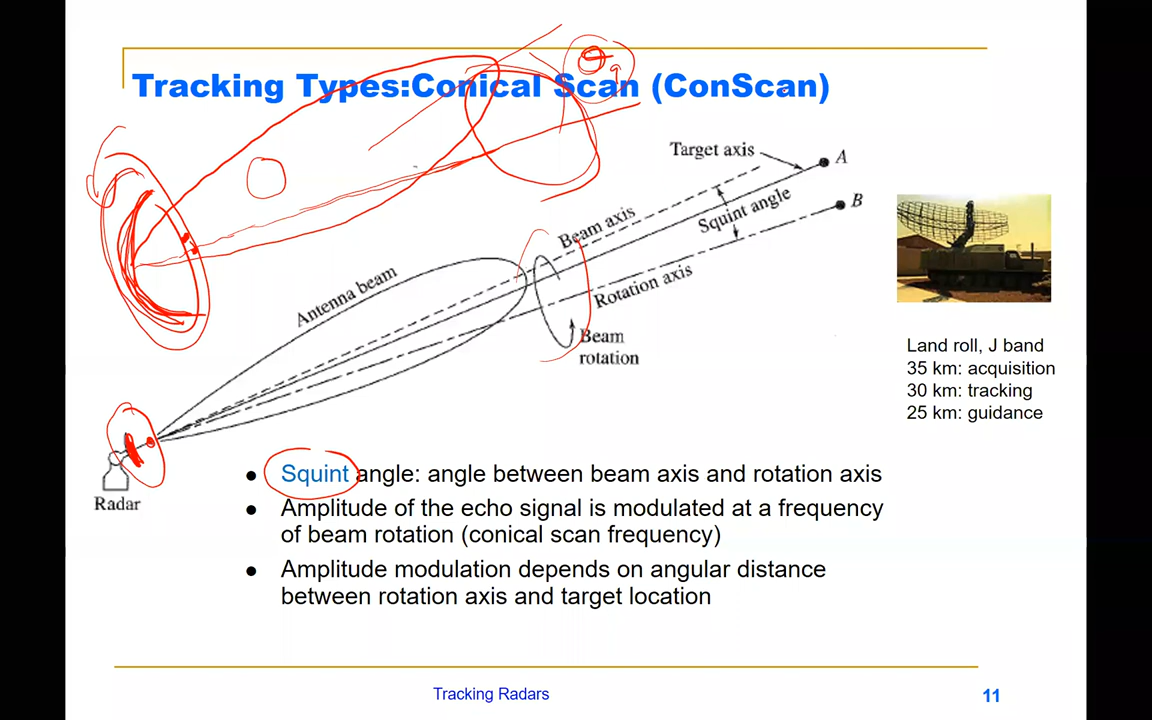 Tracking Types:Conical Scan (ConScan)
Target axis
A
B
Squint angle
Beam axis
Rotation axis
Antenna beam
Beam
rotation
Radar
Land roll, J band
35 km: acquisition
30 km: tracking
25 km: guidance
● Squint angle: angle between beam axis and rotation axis
● Amplitude of the echo signal is modulated at a frequency
of beam rotation (conical scan frequency)
● Amplitude modulation depends on angular distance
between rotation axis and target location
Tracking Radars
11